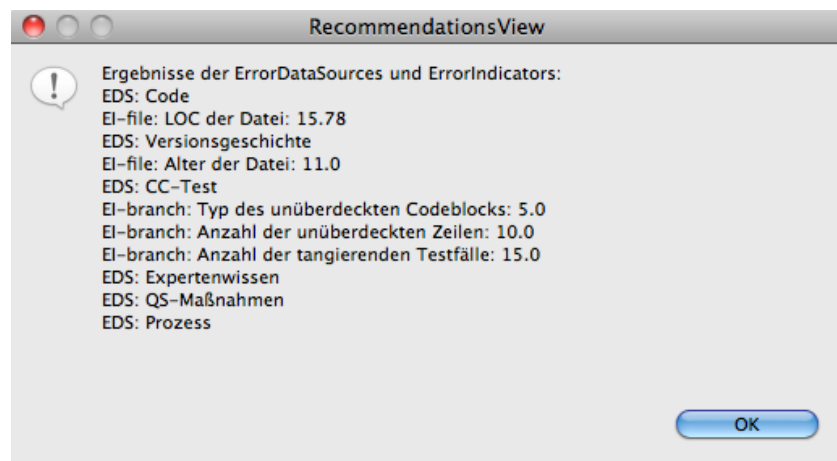 RecommendationsView
Ergebnisse der ErrorDataSources und ErrorIndicators:
EDS: Code
EI-file: LOC der Datei: 15.78
EDS: Versionsgeschichte
EI-file: Alter der Datei: 11.0
EDS: CC-Test
EI-branch: Typ des unüberdeckten Codeblocks: 5.0
EI-branch: Anzahl der unüberdeckten Zeilen: 10.0
EI-branch: Anzahl der tangierenden Testfälle: 15.0
EDS: Expertenwissen
EDS: QS-Maßnahmen
EDS: Prozess
OK